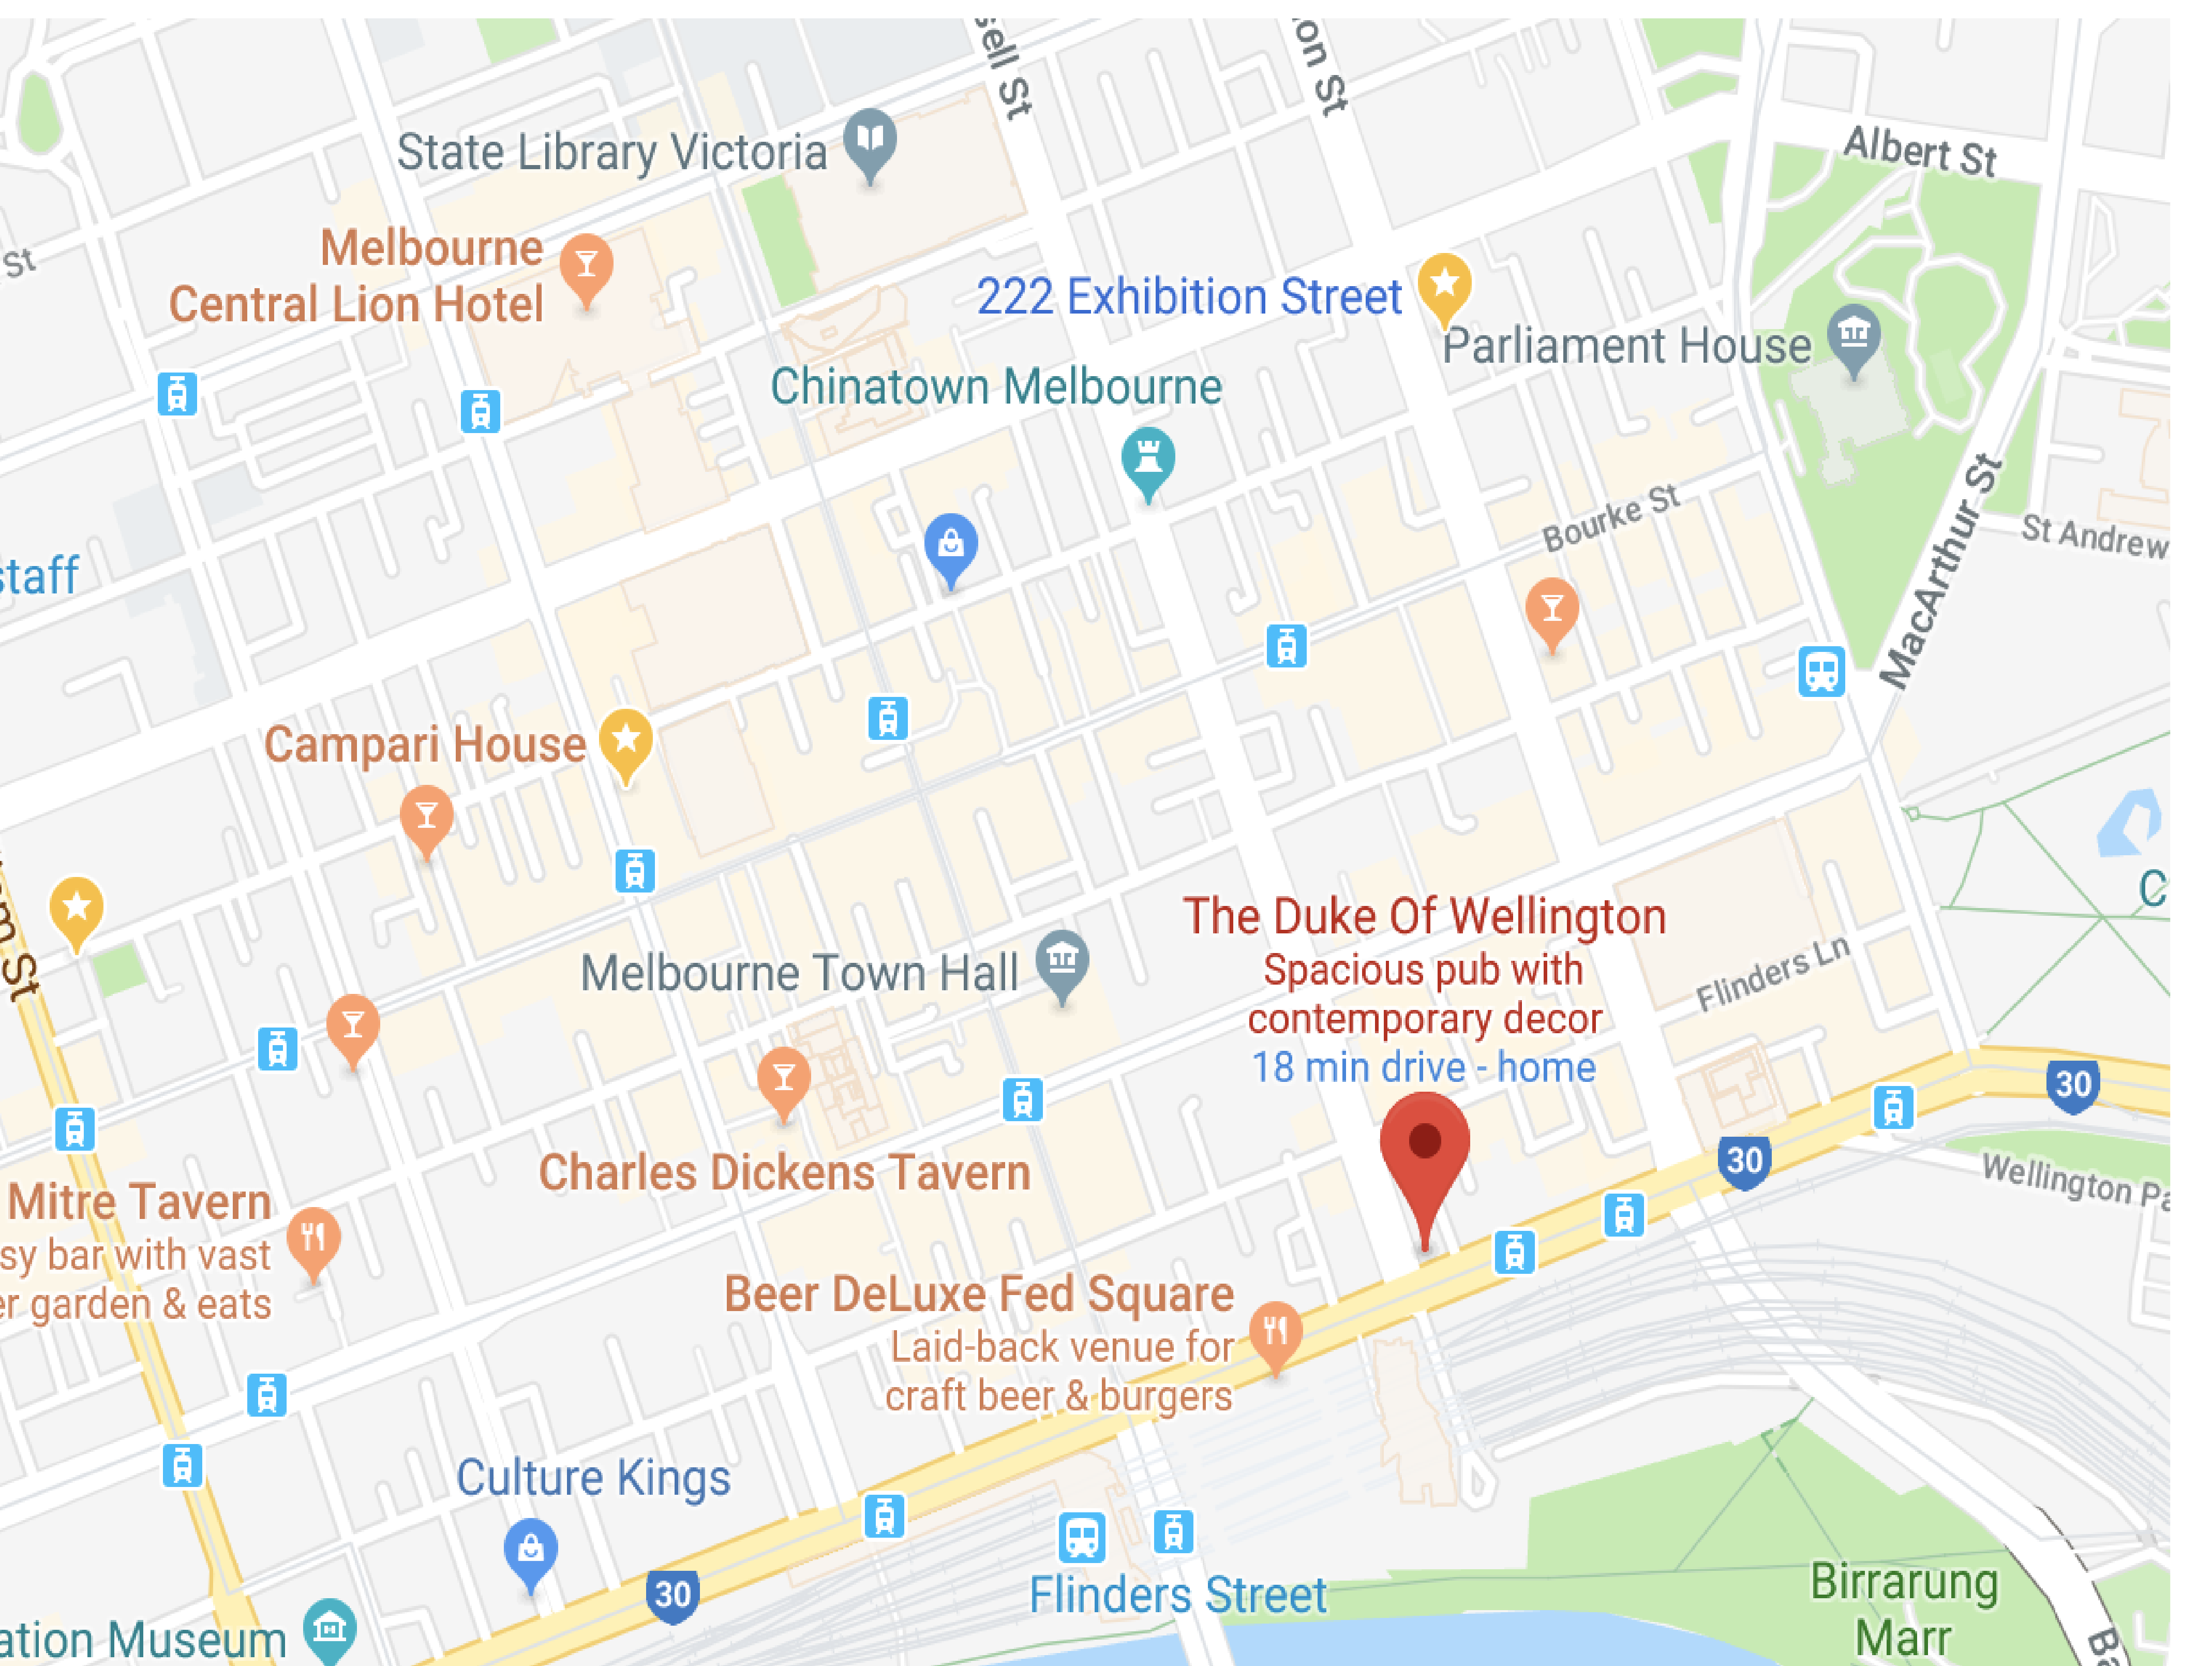 sell St
on St
Albert St
State Library Victoria
Melbourne
Central Lion Hotel
St
222 Exhibition Street
Parliament House
Chinatown Melbourne
Bourke St
MacArthur St
St Andrew
staff
Campari House
C
The Duke Of Wellington
Spacious pub with
contemporary decor
18 min drive - home
Flinders Ln
Melbourne Town Hall
am St
30
30
Charles Dickens Tavern
Wellington Pa
Mitre Tavern
sy bar with vast
er garden & eats
Beer DeLuxe Fed Square
Laid-back venue for
craft beer & burgers
Culture Kings
30
Flinders Street
Birrarung
Marr
ation Museum
Ba